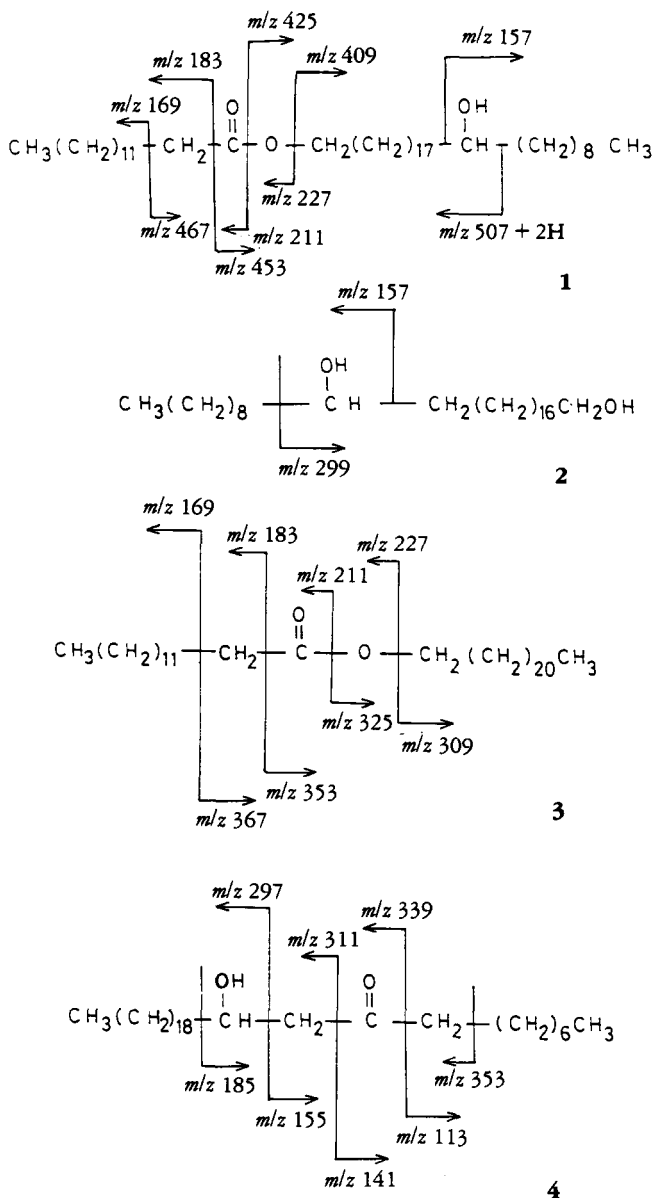 m/z 425
m/z 183 m/z 409 m/z 157
m/z 169 O OH
CH3(CH2)11 CH2 C O CH2(CH2)17 CH (CH2)8 CH3
m/z 227
m/z 467 m/z 211 m/z 507 + 2H
m/z 453
1
m/z 157
OH
CH3(CH2)8 CH CH2(CH2)16CH2OH
m/z 299
2
m/z 169 m/z 183 m/z 227
m/z 211
O
CH3(CH2)11 CH2 C O CH2(CH2)20CH3
m/z 325
m/z 309
m/z 353
m/z 367
3
m/z 297 m/z 339
m/z 311
OH O
CH3(CH2)18 CH CH2 C CH2 (CH2)6CH3
m/z 185 m/z 353
m/z 155 m/z 113
m/z 141
4